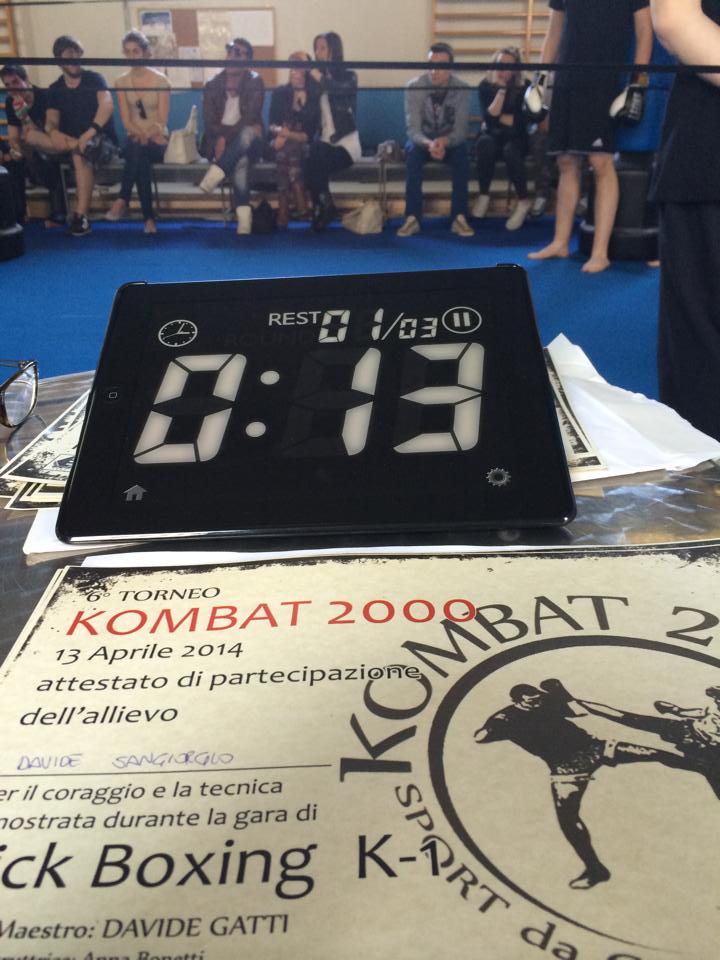 REST 01/03
0:13
6° TORNEO
KOMBAT 2000
13 Aprile 2014
attestato di partecipazione
dell'allievo
DAVIDE SANGIORGIO
er il coraggio e la tecnica
mostrata durante la gara di
ick Boxing K-1
Maestro: DAVIDE GATTI
Anna Bonetti
KOMBAT 2
SPORT da